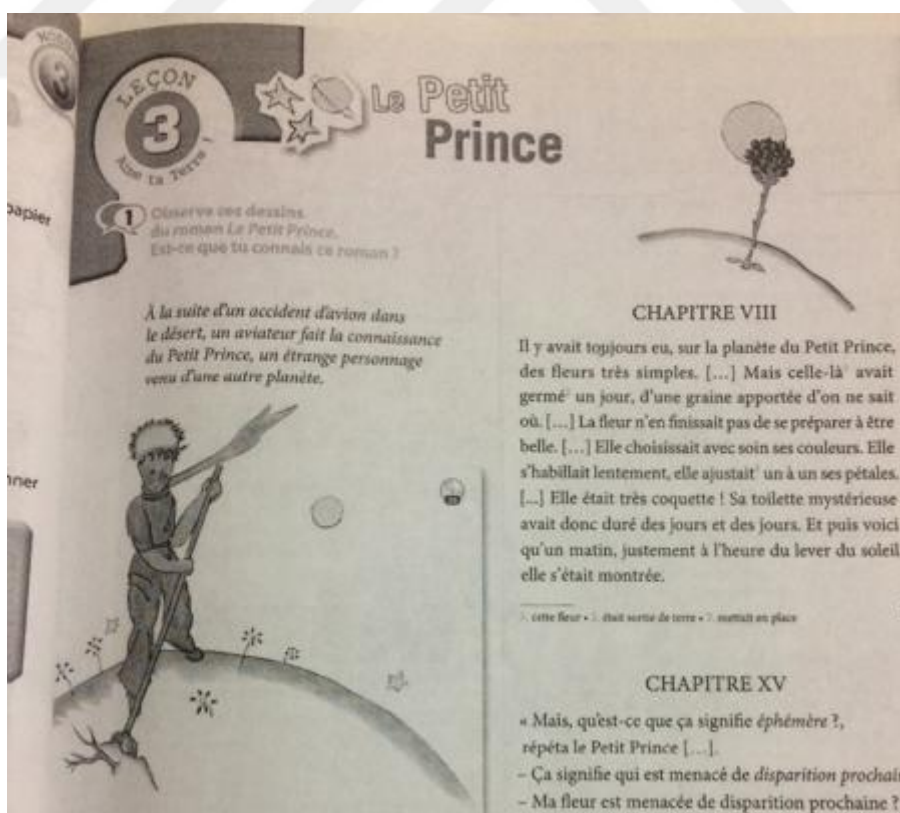 MODULE
3
LEÇON
3
Aime ta Terre !
Le Petit
Prince
papier
1 Observe ces dessins
du roman Le Petit Prince.
Est-ce que tu connais ce roman ?
À la suite d'un accident d'avion dans
le désert, un aviateur fait la connaissance
du Petit Prince, un étrange personnage
venu d'une autre planète.
nner
CHAPITRE VIII
Il y avait toujours eu, sur la planète du Petit Prince,
des fleurs très simples. […] Mais celle-là avait
germé un jour, d'une graine apportée d'on ne sait
où. […] La fleur n'en finissait pas de se préparer à être
belle. […] Elle choisissait avec soin ses couleurs. Elle
s'habillait lentement, elle ajustait un à un ses pétales.
[...] Elle était très coquette ! Sa toilette mystérieuse
avait donc duré des jours et des jours. Et puis voici
qu'un matin, justement à l'heure du lever du soleil
elle s'était montrée.
cette fleur • était sortie de terre • mettait en place
CHAPITRE XV
« Mais, qu'est-ce que ça signifie éphémère ?,
répéta le Petit Prince […].
– Ça signifie qui est menacé de disparition prochai
– Ma fleur est menacée de disparition prochaine ?